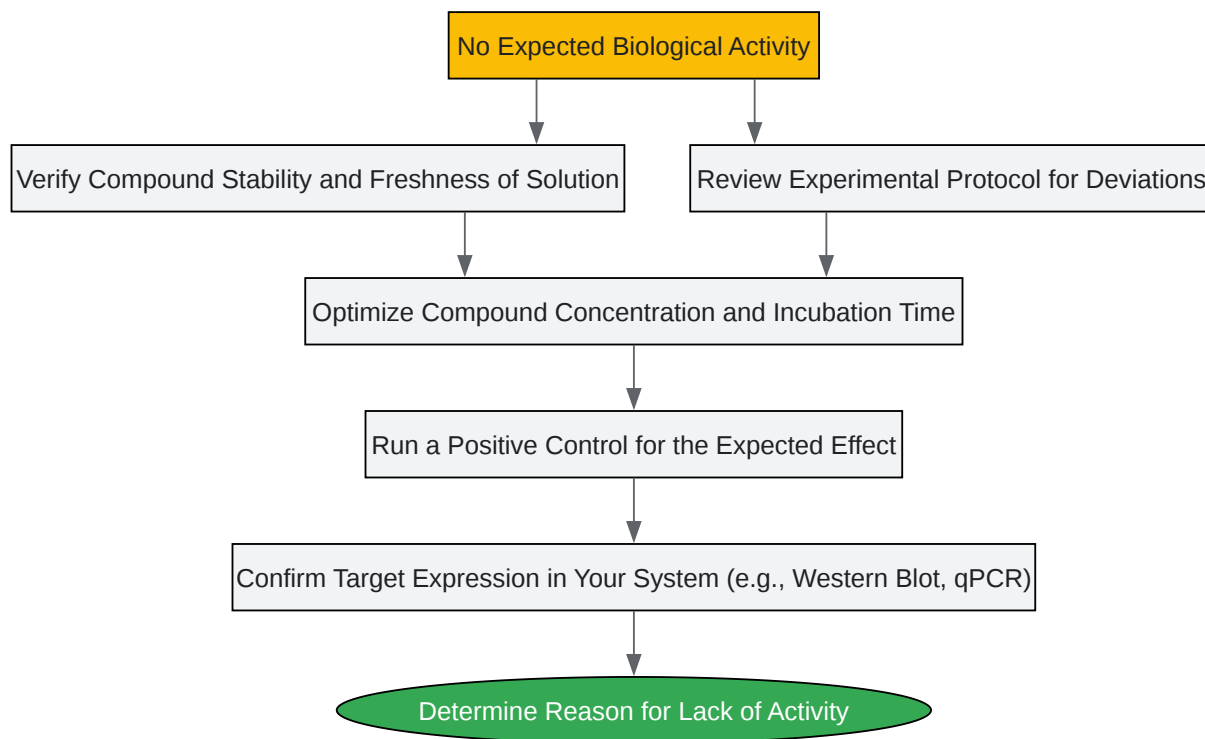 No Expected Biological Activity
Verify Compound Stability and Freshness of Solution
Review Experimental Protocol for Deviations
Optimize Compound Concentration and Incubation Time
Run a Positive Control for the Expected Effect
Confirm Target Expression in Your System (e.g., Western Blot, qPCR)
Determine Reason for Lack of Activity